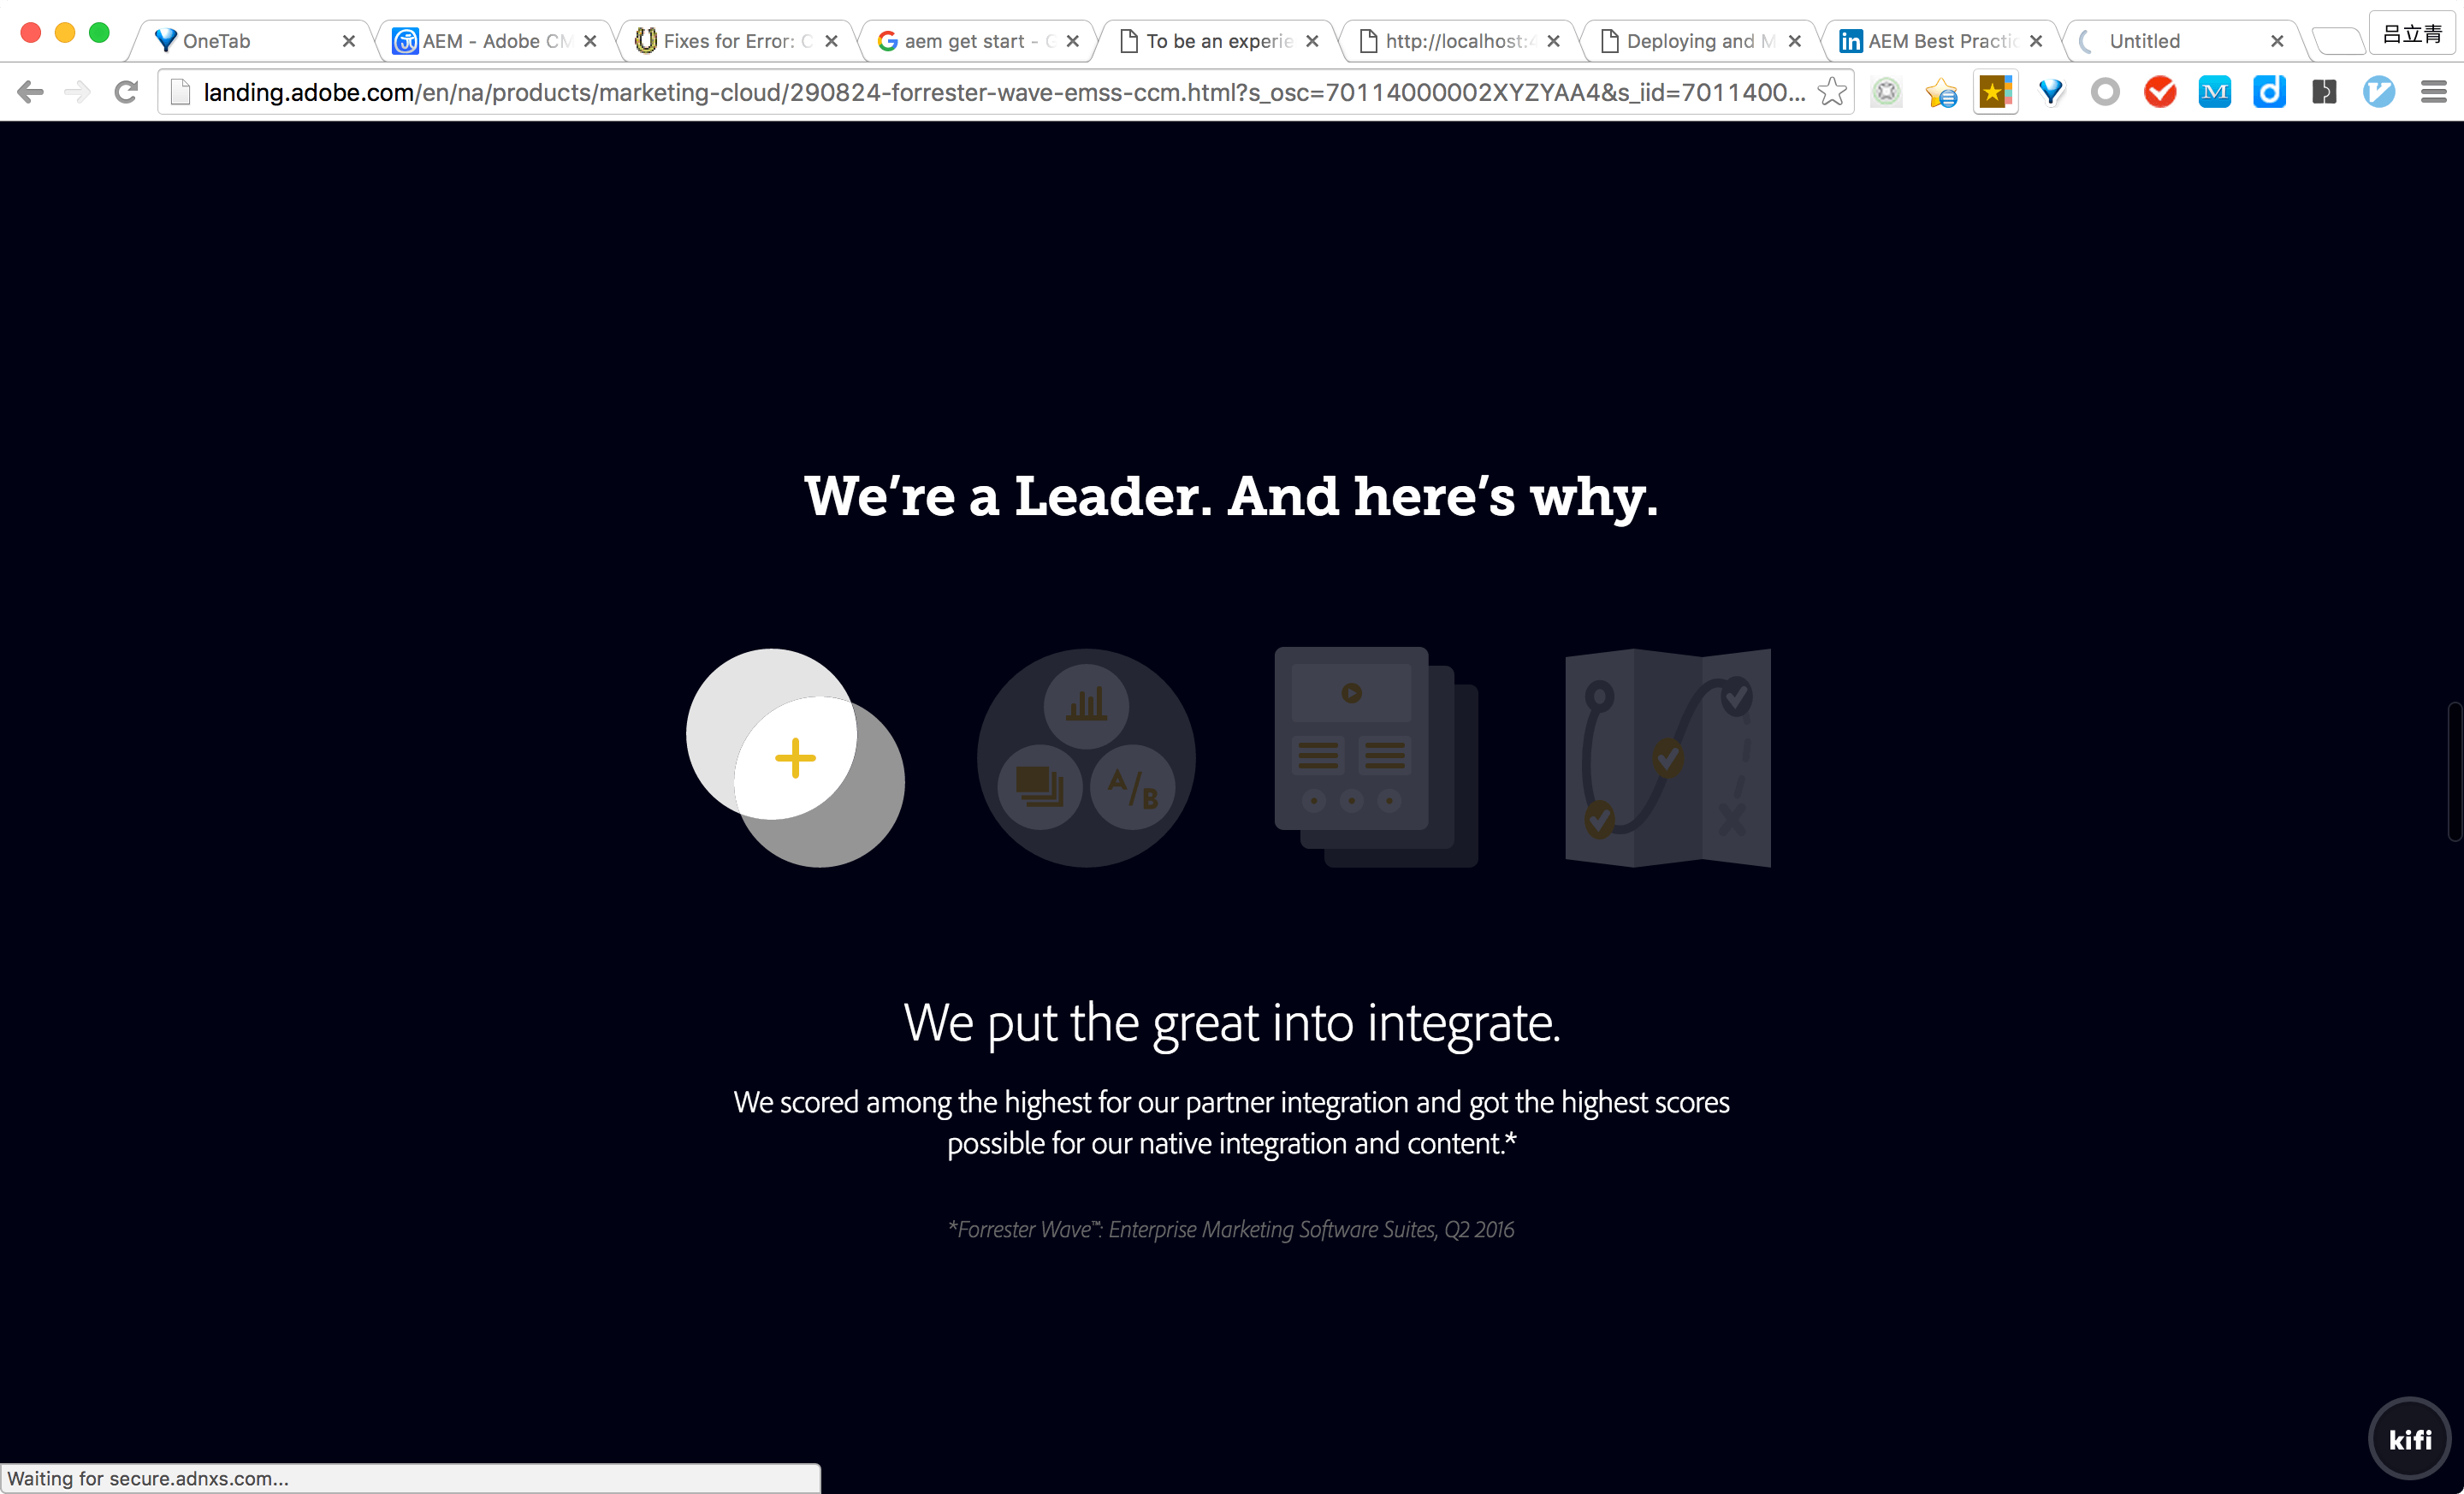 OneTab
AEM - Adobe CM
Fixes for Error: C
aem get start - G
To be an experie
http://localhost:4
Deploying and M
AEM Best Practic
Untitled
吕立青
landing.adobe.com/en/na/products/marketing-cloud/290824-forrester-wave-emss-ccm.html?s_osc=70114000002XYZYAA4&s_iid=7011400...
We're a Leader. And here's why.
A/B
We put the great into integrate.
We scored among the highest for our partner integration and got the highest scores
possible for our native integration and content.*
*Forrester Wave™: Enterprise Marketing Software Suites, Q2 2016
kifi
Waiting for secure.adnxs.com...